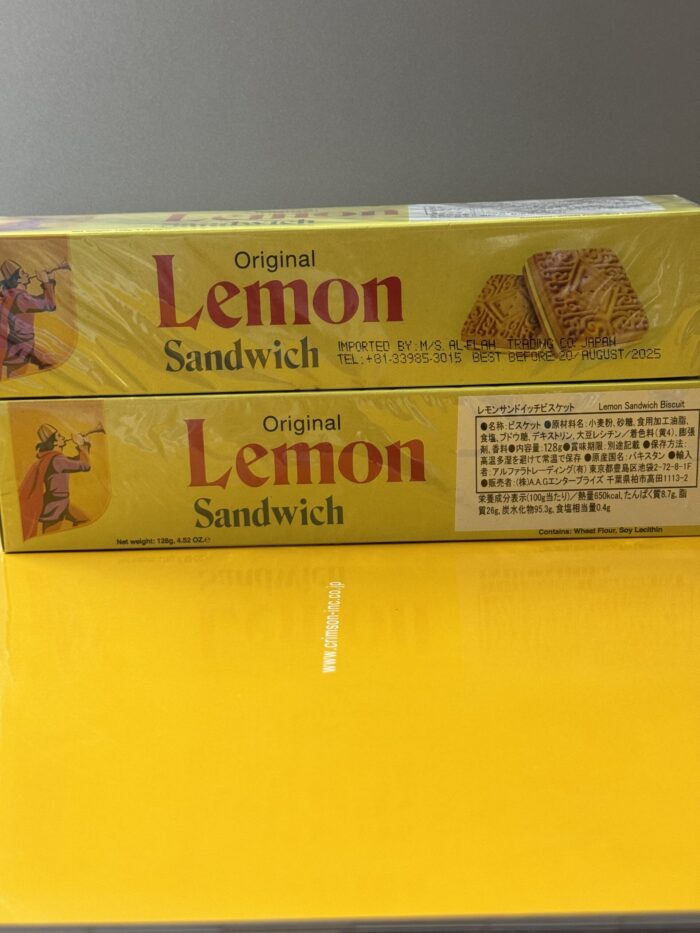 Lemon
Sandwich
Original
Lemon
Sandwich
IMPORTED BY:M/S. AL-ELAH TRADING CO. JAPAN
TEL:+81-33985-3015 BEST BEFORE 20/AUGUST/2025
Original
Lemon
Sandwich
Net weight: 128g, 4.52 OZ.e
レモンサンドイッチビスケット Lemon Sandwich Biscuit
●名称: ビスケット ●原材料名: 小麦粉, 砂糖, 食用加工油脂,
食塩, ブドウ糖, デキストリン, 大豆レシチン／着色料(黄4), 膨張
剤, 香料●内容量:128g●賞味期限: 別途記載 ●保存方法:
高温多湿を避けて常温で保存 ●原産国名: パキスタン ●輸入
者: アルファラトレーディング(有) 東京都豊島区池袋2-72-8-1F
●販売者: (株)A.A.Gエンタープライズ 千葉県柏市高田1113-2
栄養成分表示(100g当たり)／熱量650kcal, たんぱく質8.7g, 脂
質26g, 炭水化物95.3g, 食塩相当量0.4g
Contains: Wheat Flour, Soy Lecithin
www.crimson-inc.co.jp